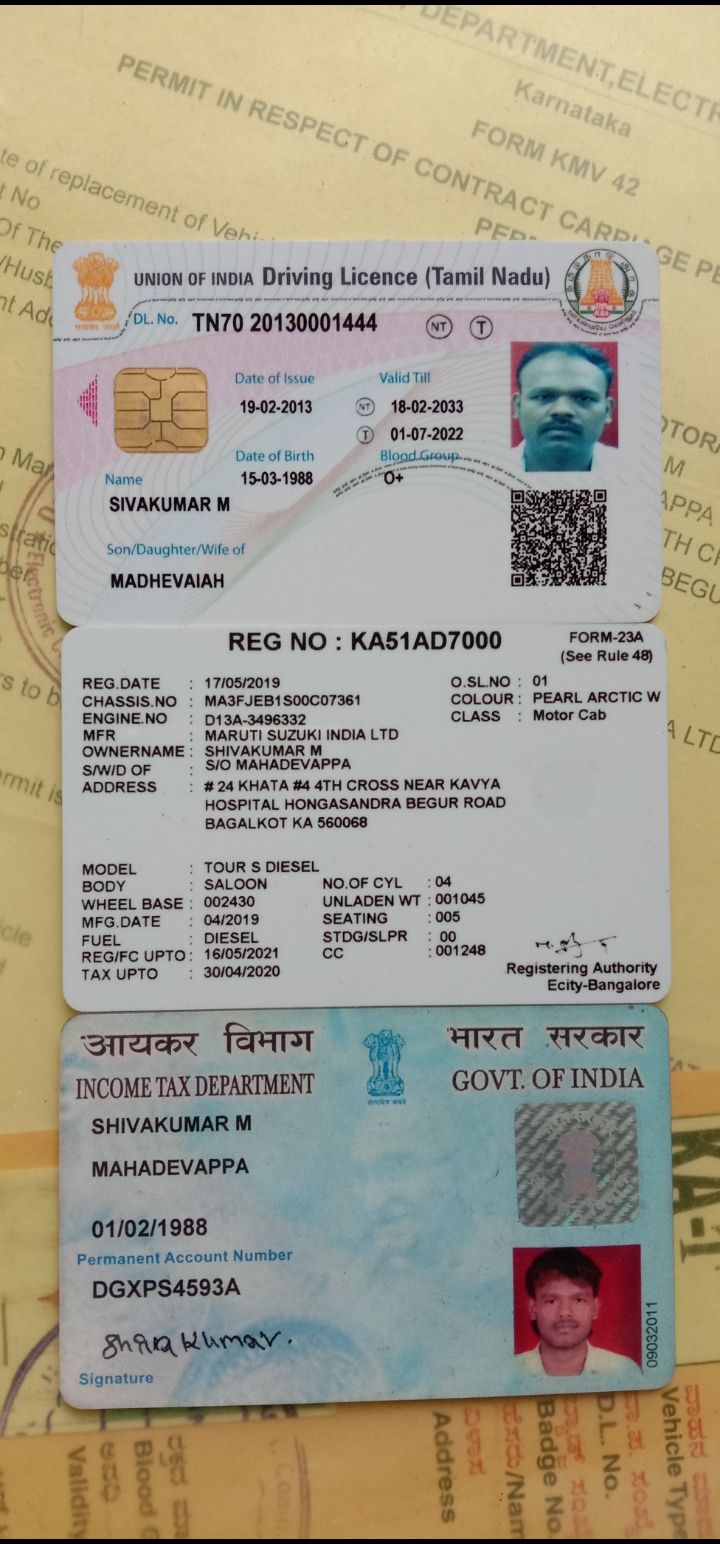 DEPARTMENT, ELECTR
Karnataka
PERMIT IN RESPECT OF CONTRACT CARRIAGE PE
FORM KMV 42
te of replacement of
No
Of The
UNION OF INDIA Driving Licence (Tamil Nadu)
सत्यमेव जयते
DL. No. TN70 20130001444 NT T
Date of Issue Valid Till
19-02-2013 NT 18-02-2033
T 01-07-2022
Date of Birth Blood Group
15-03-1988 O+
Name
SIVAKUMAR M
Son/Daughter/Wife of
MADHEVAIAH
REG NO : KA51AD7000 FORM-23A
(See Rule 48)
REG.DATE : 17/05/2019 O.SL.NO : 01
CHASSIS.NO : MA3FJEB1S00C07361 COLOUR : PEARL ARCTIC W
ENGINE.NO : D13A-3496332 CLASS : Motor Cab
MFR : MARUTI SUZUKI INDIA LTD
OWNERNAME : SHIVAKUMAR M
S/W/D OF : S/O MAHADEVAPPA
ADDRESS : # 24 KHATA #4 4TH CROSS NEAR KAVYA
HOSPITAL HONGASANDRA BEGUR ROAD
BAGALKOT KA 560068
MODEL : TOUR S DIESEL
BODY : SALOON NO.OF CYL : 04
WHEEL BASE : 002430 UNLADEN WT : 001045
MFG.DATE : 04/2019 SEATING : 005
FUEL : DIESEL STDG/SLPR : 00
REG/FC UPTO : 16/05/2021 CC : 001248
TAX UPTO : 30/04/2020
Registering Authority
Ecity-Bangalore
आयकर विभाग भारत सरकार
INCOME TAX DEPARTMENT GOVT. OF INDIA
सत्यमेव जयते
SHIVAKUMAR M
MAHADEVAPPA
01/02/1988
Permanent Account Number
DGXPS4593A
Shivakumar.
Signature
09032011
Validity
Blood
Address
Badge No
D.L. No.
Vehicle Type